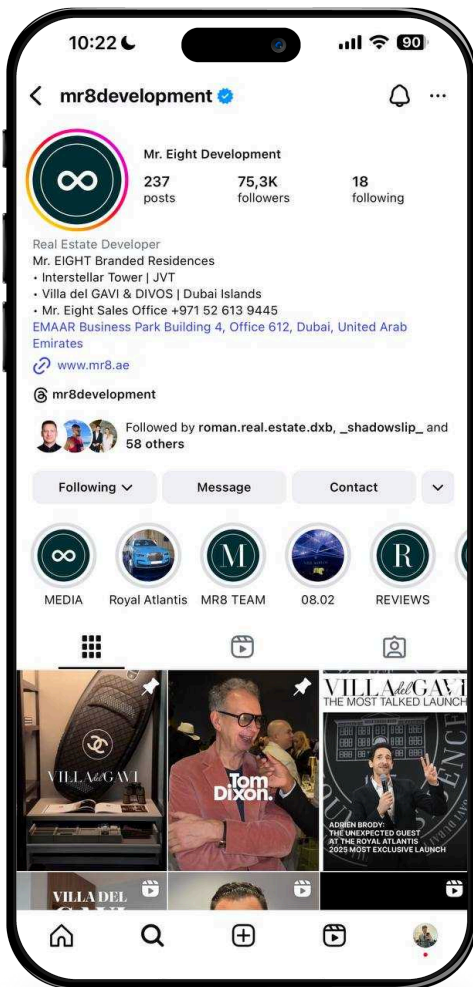 10:22
90
mr8development
Mr. Eight Development
237 75,3K 18
posts followers following
Real Estate Developer
Mr. EIGHT Branded Residences
• Interstellar Tower | JVT
• Villa del GAVI & DIVOS | Dubai Islands
• Mr. Eight Sales Office +971 52 613 9445
EMAAR Business Park Building 4, Office 612, Dubai, United Arab
Emirates
www.mr8.ae
mr8development
Followed by roman.real.estate.dxb, _shadowslip_ and
58 others
Following Message Contact
M R
MEDIA Royal Atlantis MR8 TEAM 08.02 REVIEWS
VILLA del GAVI
Tom
Dixon.
VILLA del GAVI
THE MOST TALKED LAUNCH
ADRIEN BRODY:
THE UNEXPECTED GUEST
AT THE ROYAL ATLANTIS
2025 MOST EXCLUSIVE LAUNCH
VILLA DEL